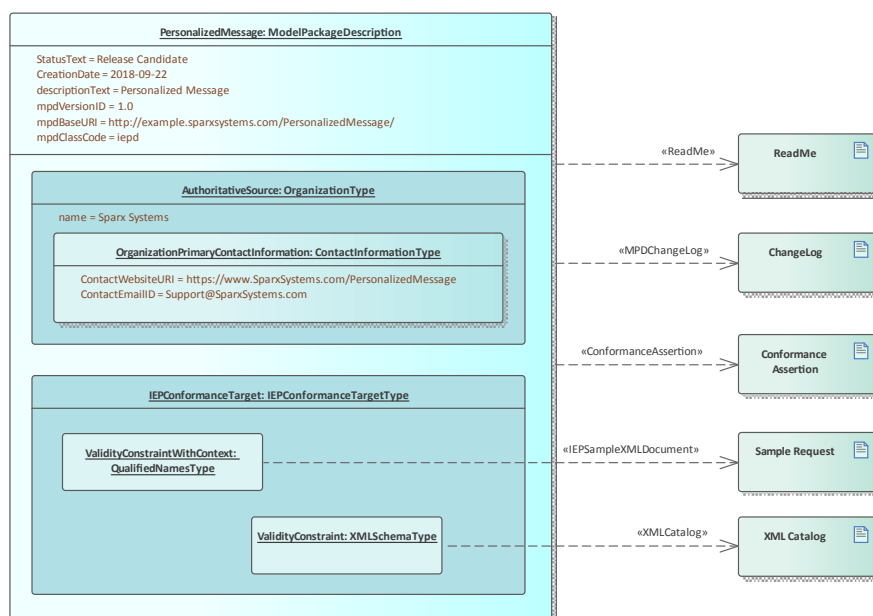 PersonalizedMessage: ModelPackageDescription
StatusText = Release Candidate
CreationDate = 2018-09-22
descriptionText = Personalized Message
mpdVersionID = 1.0
mpdBaseURI = http://example.sparxsystems.com/PersonalizedMessage/
mpdClassCode = iepd
AuthoritativeSource: OrganizationType
name = Sparx Systems
OrganizationPrimaryContactInformation: ContactInformationType
ContactWebsiteURI = https://www.SparxSystems.com/PersonalizedMessage
ContactEmailID = Support@SparxSystems.com
IEPConformanceTarget: IEPConformanceTargetType
ValidityConstraintWithContext:
QualifiedNamesType
ValidityConstraint: XMLSchemaType
«ReadMe»
ReadMe
«MPDChangeLog»
ChangeLog
«ConformanceAssertion»
Conformance
Assertion
«IEPSampleXMLDocument»
Sample Request
«XMLCatalog»
XML Catalog